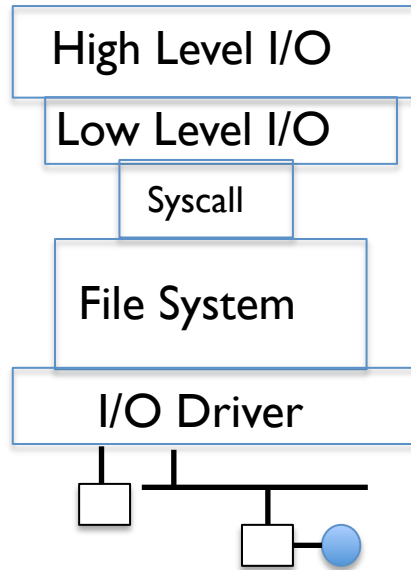 High Level I/O
Low Level I/O
Syscall
File System
I/O Driver